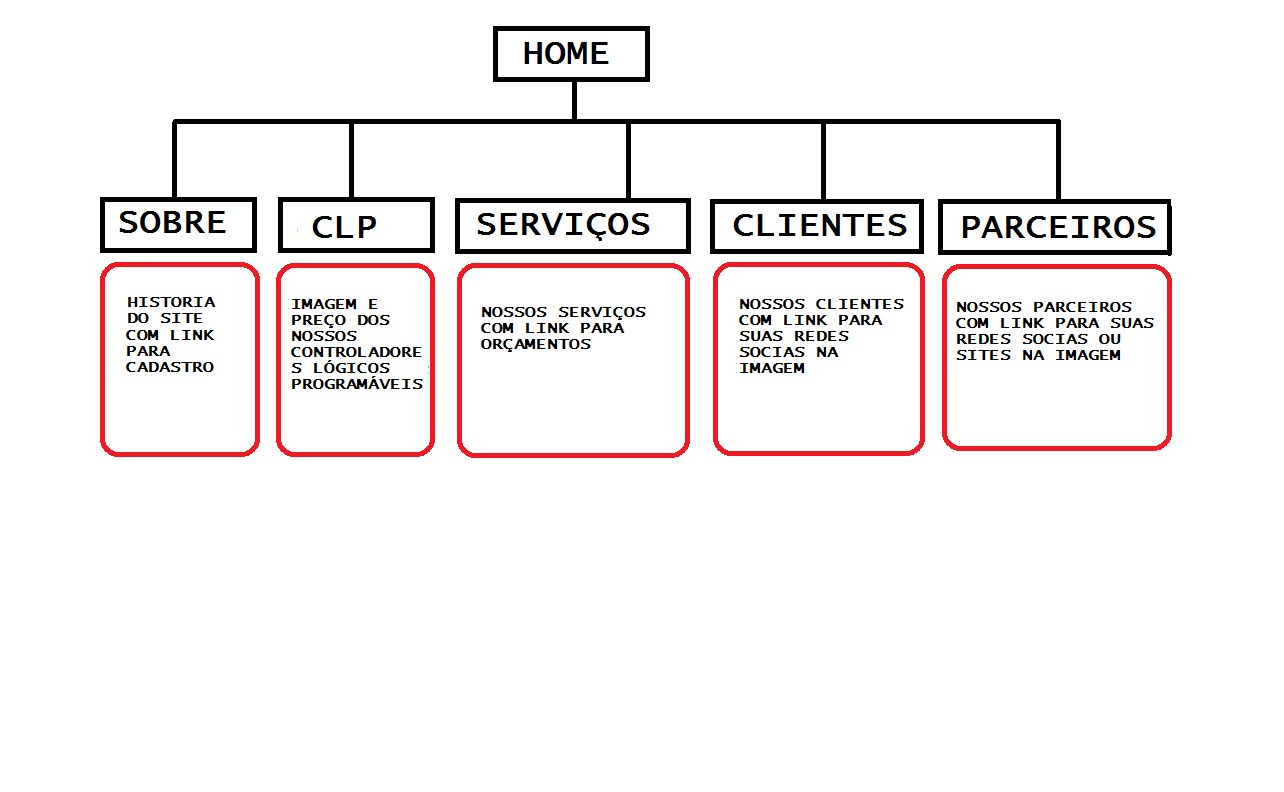 HOME
SOBRE
CLP
SERVIÇOS
CLIENTES
PARCEIROS
HISTORIA
DO SITE
COM LINK
PARA
CADASTRO
IMAGEM E
PREÇO DOS
NOSSOS
CONTROLADORE
S LÓGICOS
PROGRAMÁVEIS
NOSSOS SERVIÇOS
COM LINK PARA
ORÇAMENTOS
NOSSOS CLIENTES
COM LINK PARA
SUAS REDES
SOCIAS NA
IMAGEM
NOSSOS PARCEIROS
COM LINK PARA SUAS
REDES SOCIAS OU
SITES NA IMAGEM